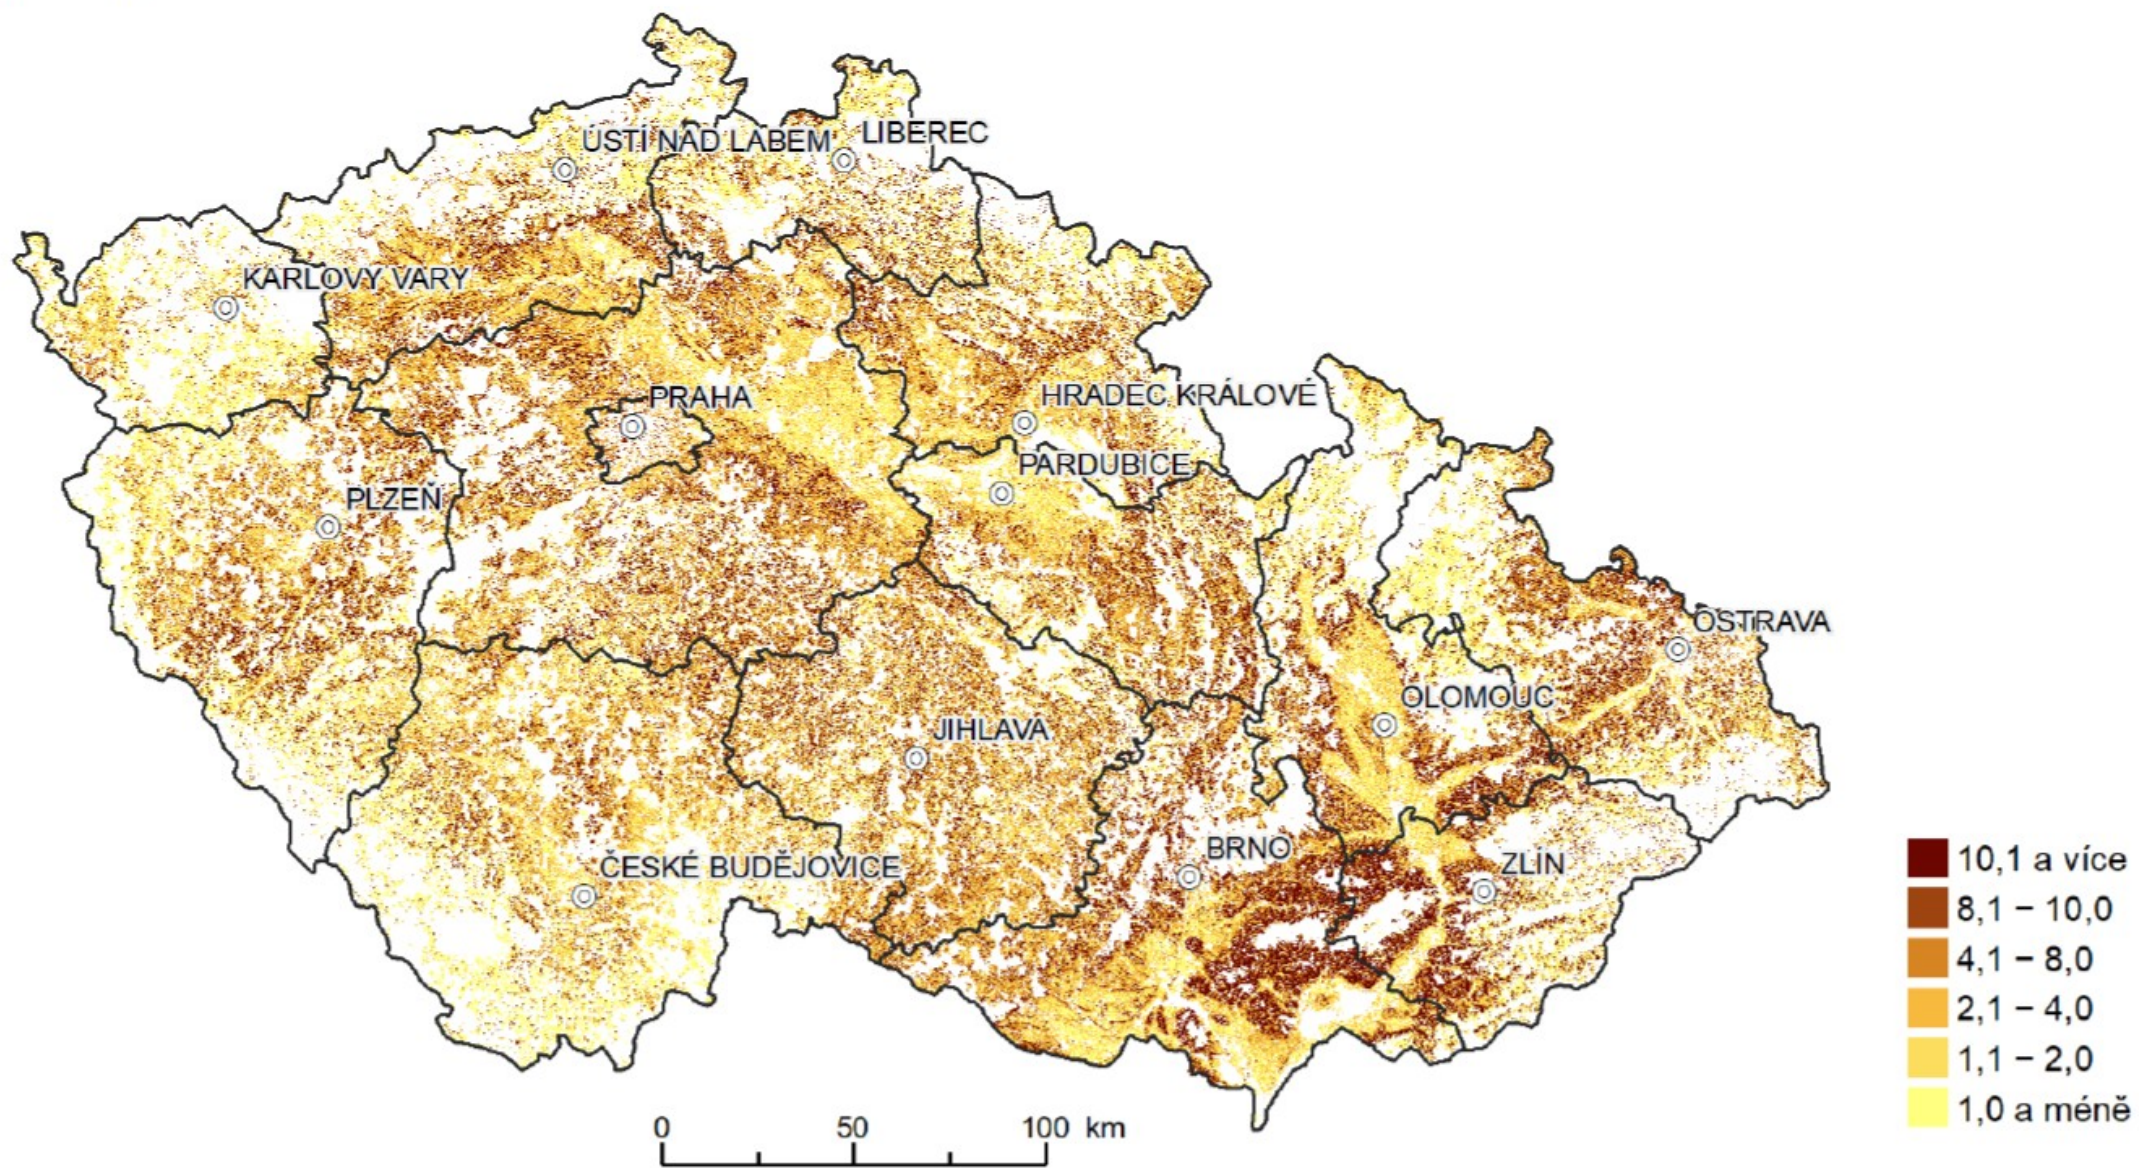 ÚSTÍ NAD LABEM
LIBEREC
KARLOVY VARY
PRAHA
HRADEC KRÁLOVÉ
PARDUBICE
PLZEŇ
OSTRAVA
OLOMOUC
JIHLAVA
BRNO
ZLÍN
ČESKÉ BUDĚJOVICE
10,1 a více
8,1 – 10,0
4,1 – 8,0
2,1 – 4,0
1,1 – 2,0
1,0 a méně
0 50 100 km